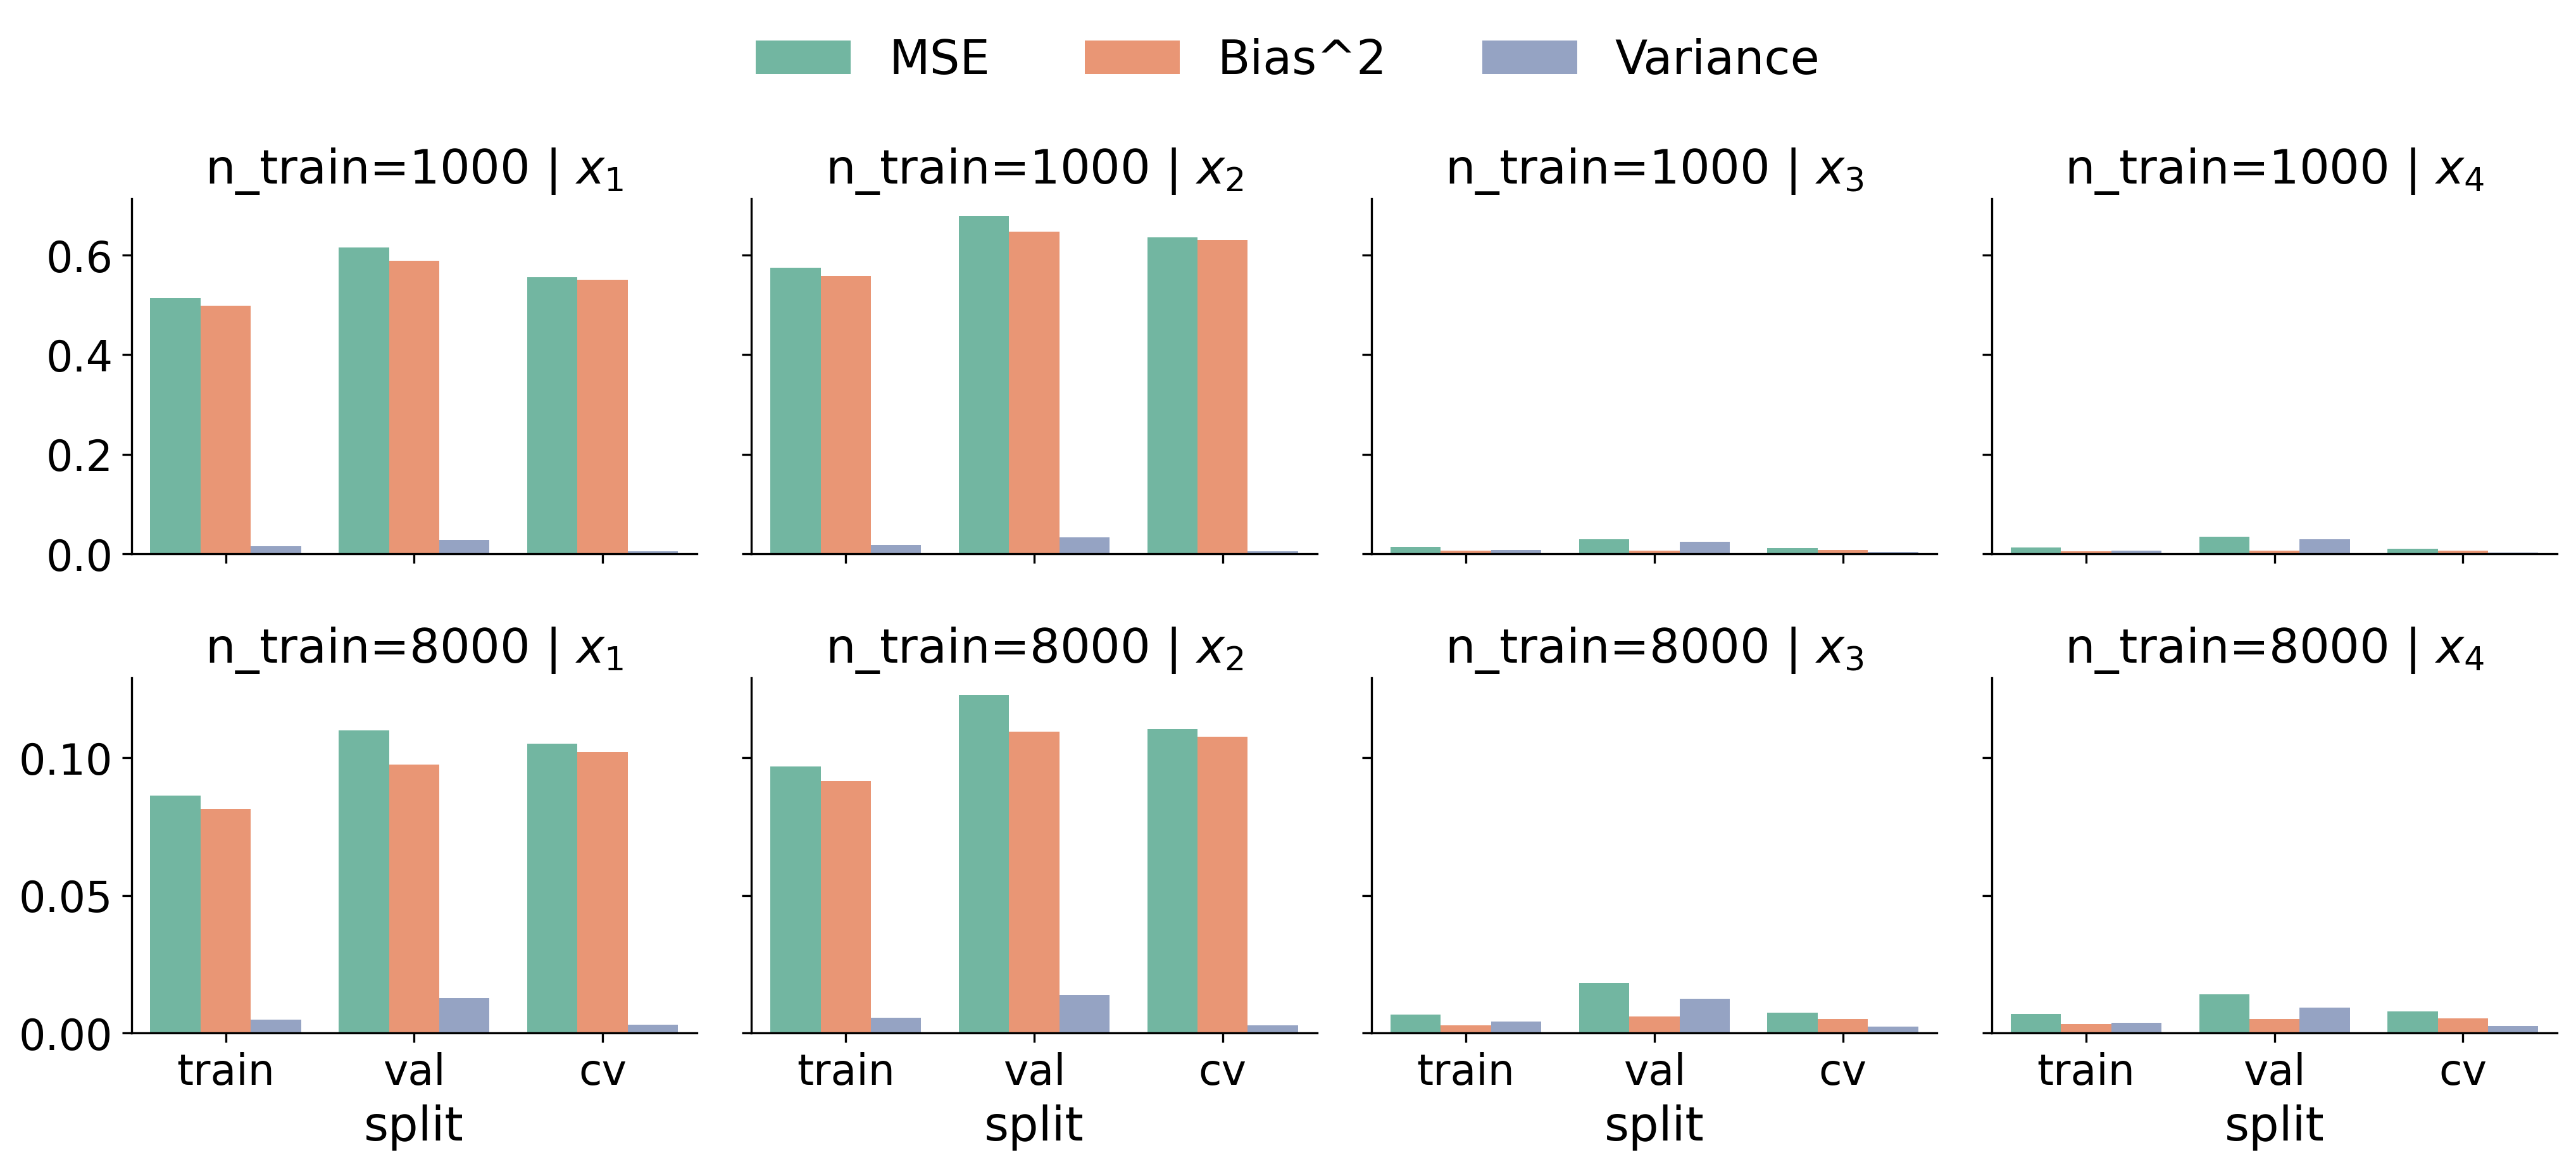 MSE Bias^2 Variance
n_train=1000 | x₁ n_train=1000 | x₂ n_train=1000 | x₃ n_train=1000 | x₄
0.6
0.4
0.2
0.0
n_train=8000 | x₁ n_train=8000 | x₂ n_train=8000 | x₃ n_train=8000 | x₄
0.10
0.05
0.00
train val cv train val cv train val cv train val cv
split split split split